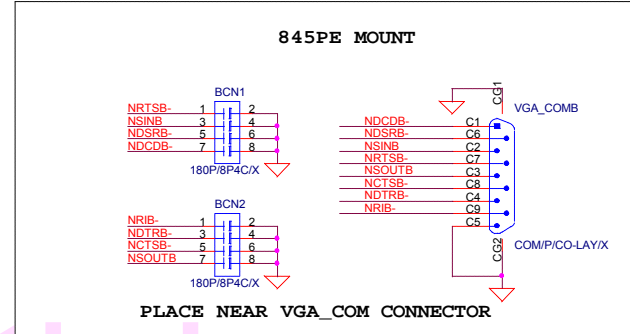 845PE MOUNT
BCN1
NRTSB- 1 2
NSINB 3 4
NDSRB- 5 6
NDCDB- 7 8
180P/8P4C/X
BCN2
NRIB- 1 2
NDTRB- 3 4
NCTSB- 5 6
NSOUTB 7 8
180P/8P4C/X
CG1
VGA_COMB
NDCDB- C1
NDSRB- C6
NSINB C2
NRTSB- C7
NSOUTB C3
NCTSB- C8
NDTRB- C4
NRIB- C9
C5
CG2
COM/P/CO-LAY/X
PLACE NEAR VGA_COM CONNECTOR